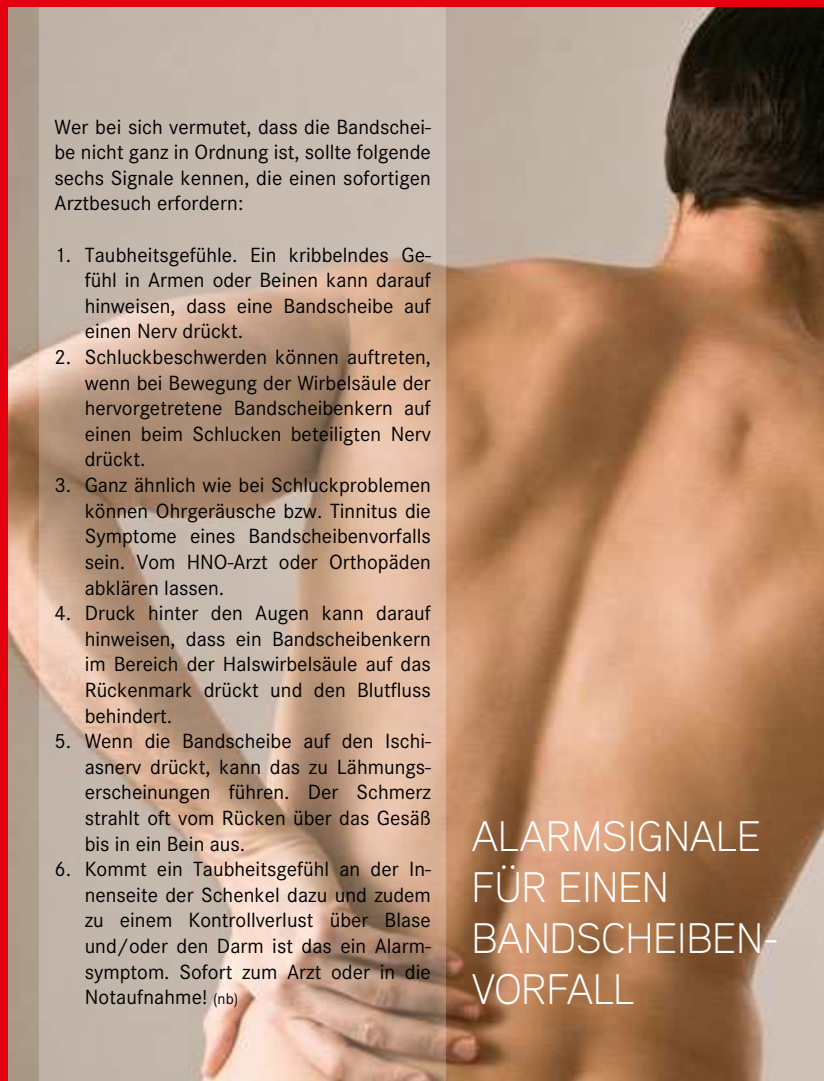 Wer bei sich vermutet, dass die Bandschei-
be nicht ganz in Ordnung ist, sollte folgende
sechs Signale kennen, die einen sofortigen
Arztbesuch erfordern:
1. Taubheitsgefühle. Ein kribbelndes Ge-
fühl in Armen oder Beinen kann darauf
hinweisen, dass eine Bandscheibe auf
einen Nerv drückt.
2. Schluckbeschwerden können auftreten,
wenn bei Bewegung der Wirbelsäule der
hervorgetretene Bandscheibenkern auf
einen beim Schlucken beteiligten Nerv
drückt.
3. Ganz ähnlich wie bei Schluckproblemen
können Ohrgeräusche bzw. Tinnitus die
Symptome eines Bandscheibenvorfalls
sein. Vom HNO-Arzt oder Orthopäden
abklären lassen.
4. Druck hinter den Augen kann darauf
hinweisen, dass ein Bandscheibenkern
im Bereich der Halswirbelsäule auf das
Rückenmark drückt und den Blutfluss
behindert.
5. Wenn die Bandscheibe auf den Ischi-
asnerv drückt, kann das zu Lähmungs-
erscheinungen führen. Der Schmerz
strahlt oft vom Rücken über das Gesäß
bis in ein Bein aus.
6. Kommt ein Taubheitsgefühl an der In-
nenseite der Schenkel dazu und zudem
zu einem Kontrollverlust über Blase
und/oder den Darm ist das ein Alarm-
symptom. Sofort zum Arzt oder in die
Notaufnahme! (nb)
ALARMSIGNALE
FÜR EINEN
BANDSCHEIBEN-
VORFALL